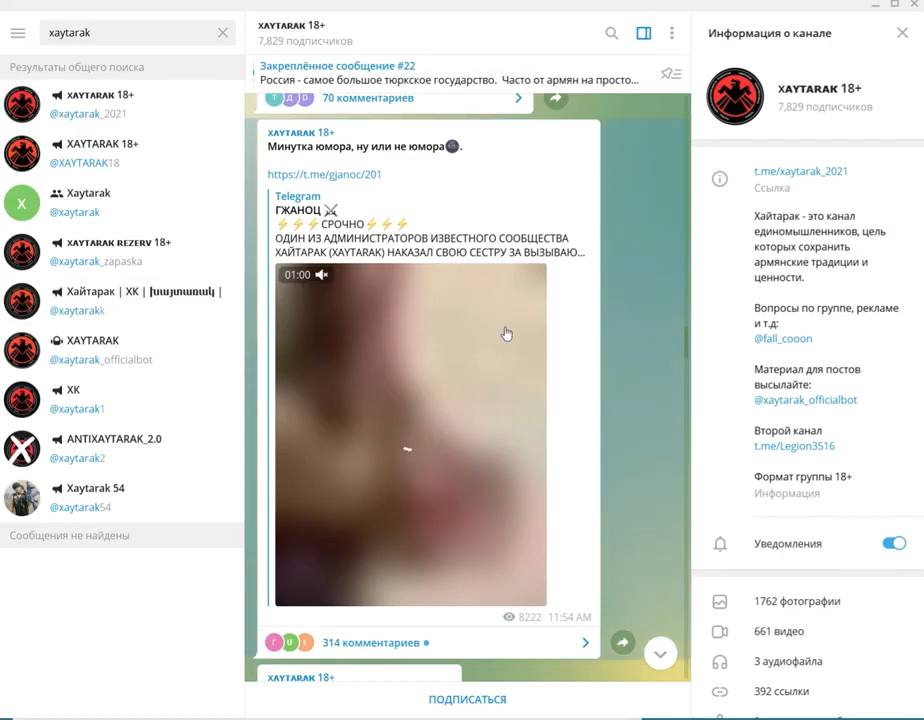 xaytarak
Результаты общего поиска
XAYTARAK 18+
@xaytarak_2021
XAYTARAK 18+
@XAYTARAK18
X
Xaytarak
@xaytarak
XAYTARAK REZERV 18+
@xaytarak_zapaska
Хайтарак | ХК | խայտառակ |
@xaytarakk
XAYTARAK
@xaytarak_officialbot
ХК
@xaytarak1
ANTIXAYTARAK_2.0
@xaytarak2
Xaytarak 54
@xaytarak54
Сообщения не найдены
XAYTARAK 18+
7,829 подписчиков
Закреплённое сообщение #22
Россия - самое большое тюркское государство. Часто от армян на просто...
70 комментариев
XAYTARAK 18+
Минутка юмора, ну или не юмора🌚.
https://t.me/gjanoc/201
Telegram
ГЖАНОЦ ⚔
⚡⚡⚡СРОЧНО⚡⚡⚡
ОДИН ИЗ АДМИНИСТРАТОРОВ ИЗВЕСТНОГО СООБЩЕСТВА
ХАЙТАРАК (XAYTARAK) НАКАЗАЛ СВОЮ СЕСТРУ ЗА ВЫЗЫВАЮ...
01:00
8222 11:54 AM
314 комментариев
XAYTARAK 18+
ПОДПИСАТЬСЯ
Информация о канале
XAYTARAK 18+
7,829 подписчиков
t.me/xaytarak_2021
Ссылка
Хайтарак - это канал
единомышленников, цель
которых сохранить
армянские традиции и
ценности.
Вопросы по группе, рекламе
и т.д:
@fall_cooon
Материал для постов
высылайте:
@xaytarak_officialbot
Второй канал
t.me/Legion3516
Формат группы 18+
Информация
Уведомления
1762 фотографии
661 видео
3 аудиофайла
392 ссылки